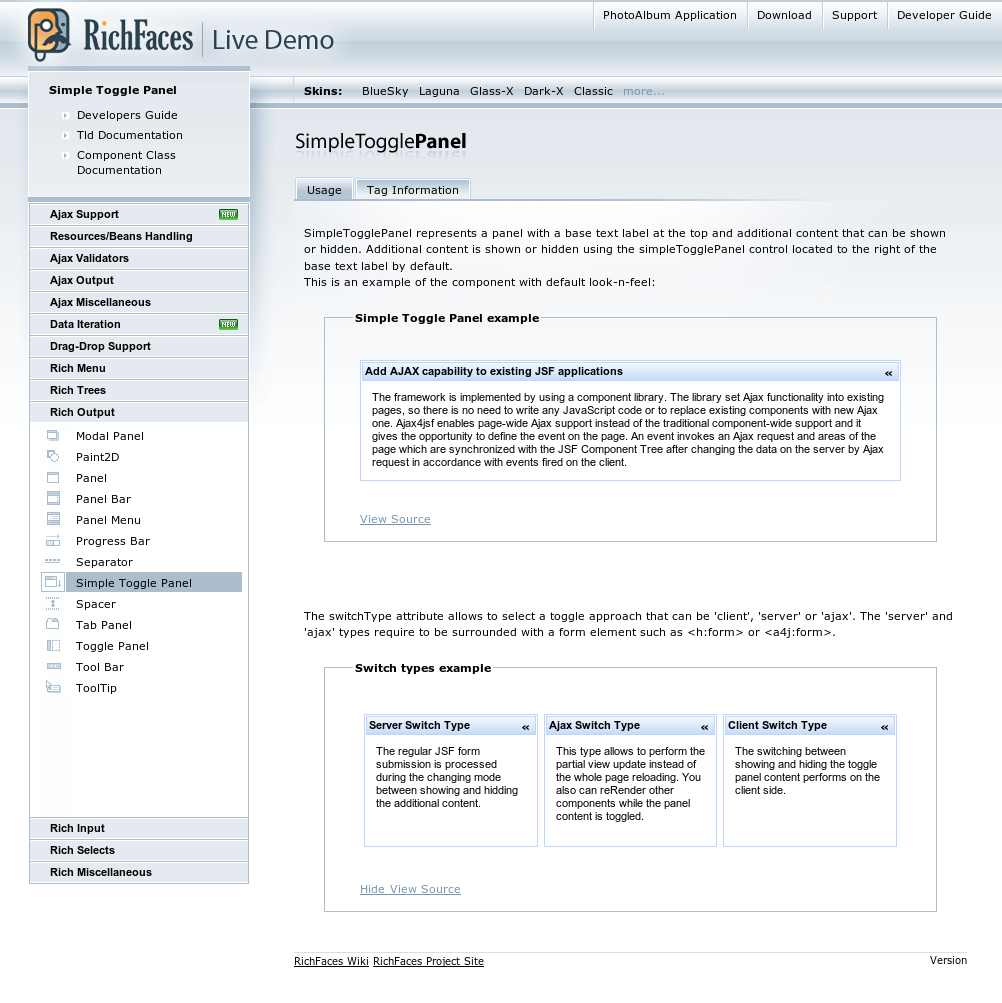 RichFaces Live Demo
PhotoAlbum Application
Download
Support
Developer Guide
Skins: BlueSky Laguna Glass-X Dark-X Classic more...
Simple Toggle Panel
Developers Guide
Tld Documentation
Component Class
Documentation
Ajax Support NEW
Resources/Beans Handling
Ajax Validators
Ajax Output
Ajax Miscellaneous
Data Iteration NEW
Drag-Drop Support
Rich Menu
Rich Trees
Rich Output
Modal Panel
Paint2D
Panel
Panel Bar
Panel Menu
Progress Bar
Separator
Simple Toggle Panel
Spacer
Tab Panel
Toggle Panel
Tool Bar
ToolTip
Rich Input
Rich Selects
Rich Miscellaneous
SimpleTogglePanel
Usage
Tag Information
SimpleTogglePanel represents a panel with a base text label at the top and additional content that can be shown
or hidden. Additional content is shown or hidden using the simpleTogglePanel control located to the right of the
base text label by default.
This is an example of the component with default look-n-feel:
Simple Toggle Panel example
Add AJAX capability to existing JSF applications «
The framework is implemented by using a component library. The library set Ajax functionality into existing
pages, so there is no need to write any JavaScript code or to replace existing components with new Ajax
one. Ajax4jsf enables page-wide Ajax support instead of the traditional component-wide support and it
gives the opportunity to define the event on the page. An event invokes an Ajax request and areas of the
page which are synchronized with the JSF Component Tree after changing the data on the server by Ajax
request in accordance with events fired on the client.
View Source
The switchType attribute allows to select a toggle approach that can be 'client', 'server' or 'ajax'. The 'server' and
'ajax' types require to be surrounded with a form element such as <h:form> or <a4j:form>.
Switch types example
Server Switch Type «
The regular JSF form
submission is processed
during the changing mode
between showing and hidding
the additional content.
Ajax Switch Type «
This type allows to perform the
partial view update instead of
the whole page reloading. You
also can reRender other
components while the panel
content is toggled.
Client Switch Type «
The switching between
showing and hiding the toggle
panel content performs on the
client side.
Hide View Source
RichFaces Wiki RichFaces Project Site
Version